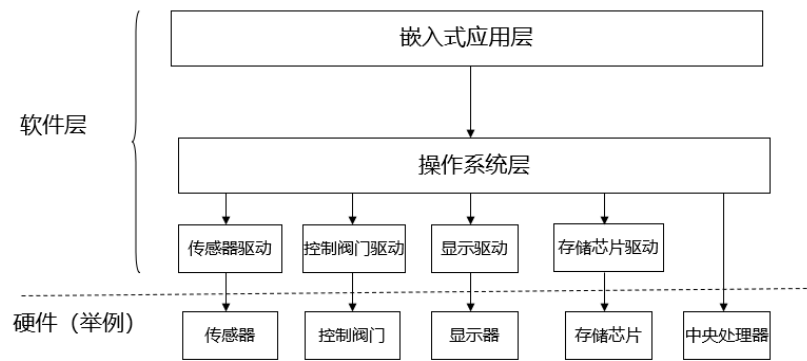 嵌入式应用层
软件层
操作系统层
传感器驱动
控制阀门驱动
显示驱动
存储芯片驱动
硬件（举例）
传感器
控制阀门
显示器
存储芯片
中央处理器